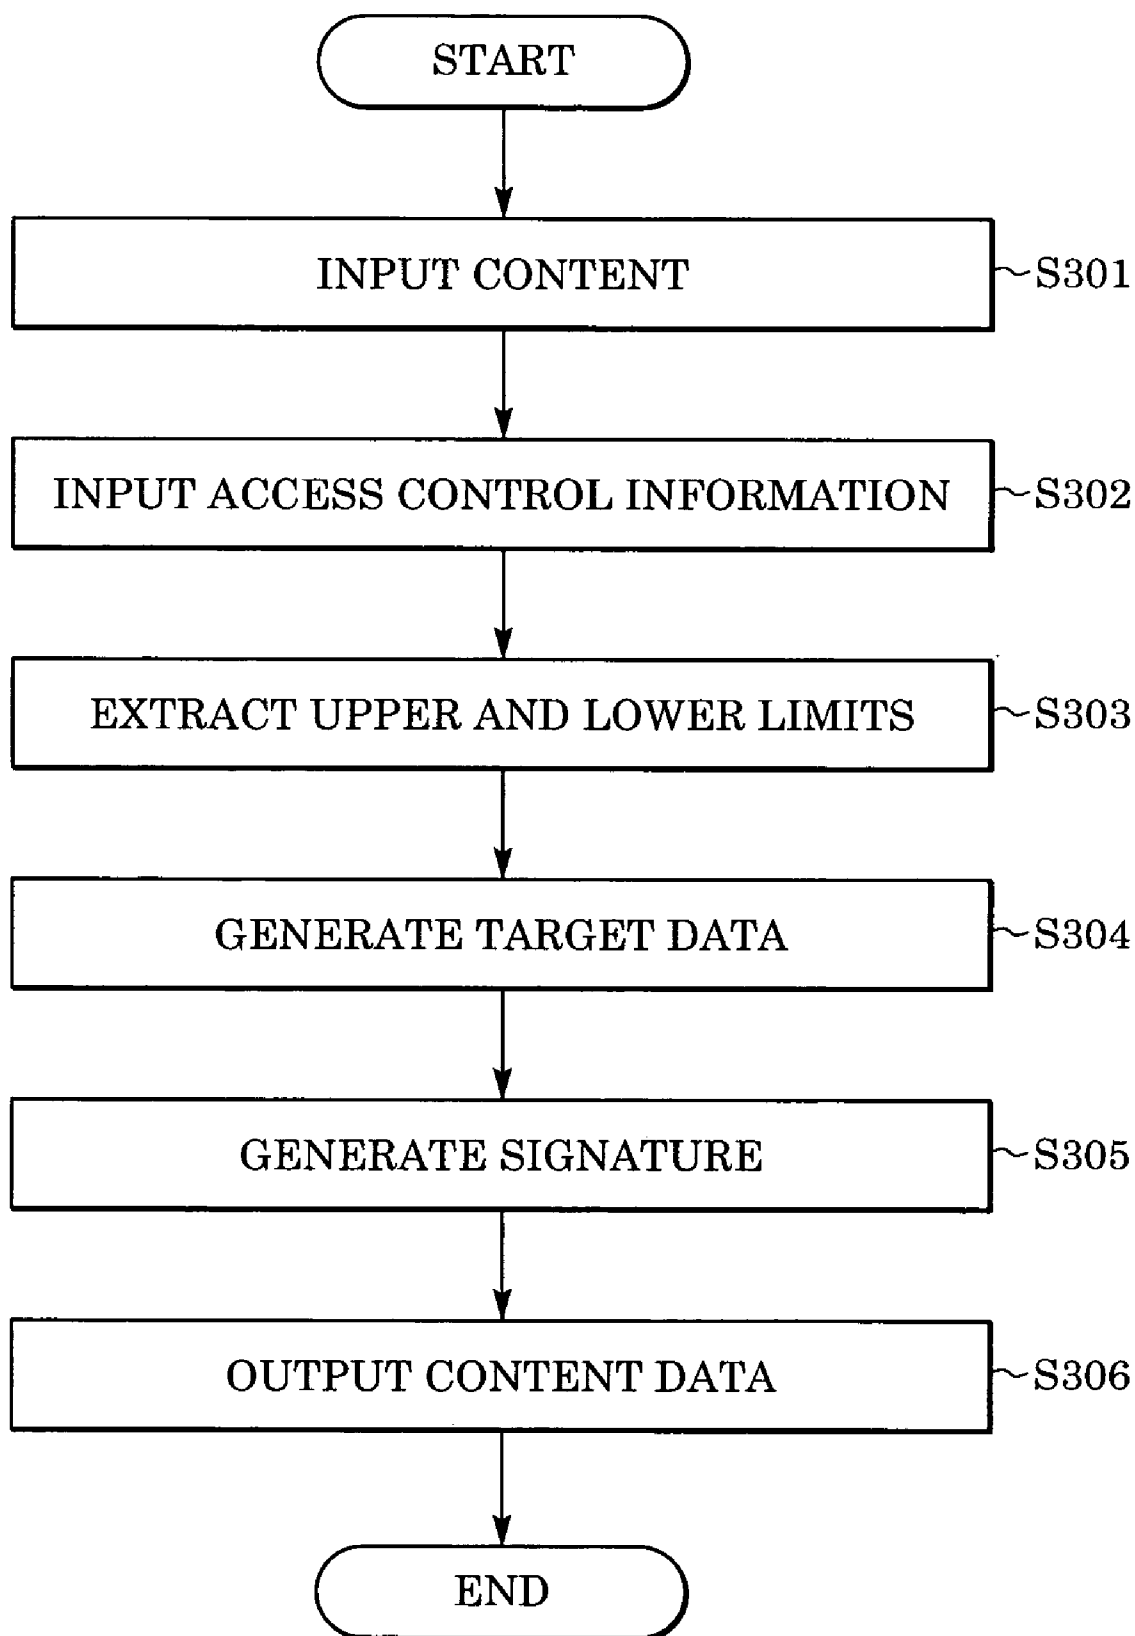 START
INPUT CONTENT
S301
INPUT ACCESS CONTROL INFORMATION
S302
EXTRACT UPPER AND LOWER LIMITS
S303
GENERATE TARGET DATA
S304
GENERATE SIGNATURE
S305
OUTPUT CONTENT DATA
S306
END